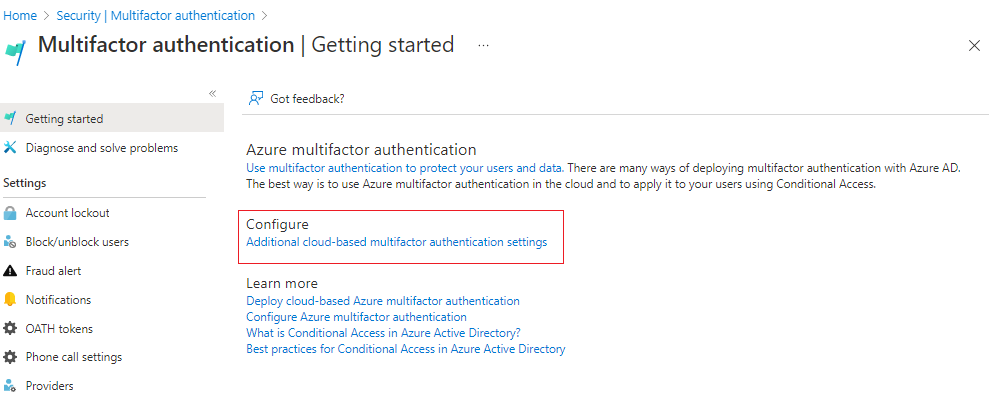 Home > Security | Multifactor authentication >
Multifactor authentication | Getting started ...
Got feedback?
Getting started
Diagnose and solve problems
Settings
Account lockout
Block/unblock users
Fraud alert
Notifications
OATH tokens
Phone call settings
Providers
Azure multifactor authentication
Use multifactor authentication to protect your users and data. There are many ways of deploying multifactor authentication with Azure AD.
The best way is to use Azure multifactor authentication in the cloud and to apply it to your users using Conditional Access.
Configure
Additional cloud-based multifactor authentication settings
Learn more
Deploy cloud-based Azure multifactor authentication
Configure Azure multifactor authentication
What is Conditional Access in Azure Active Directory?
Best practices for Conditional Access in Azure Active Directory